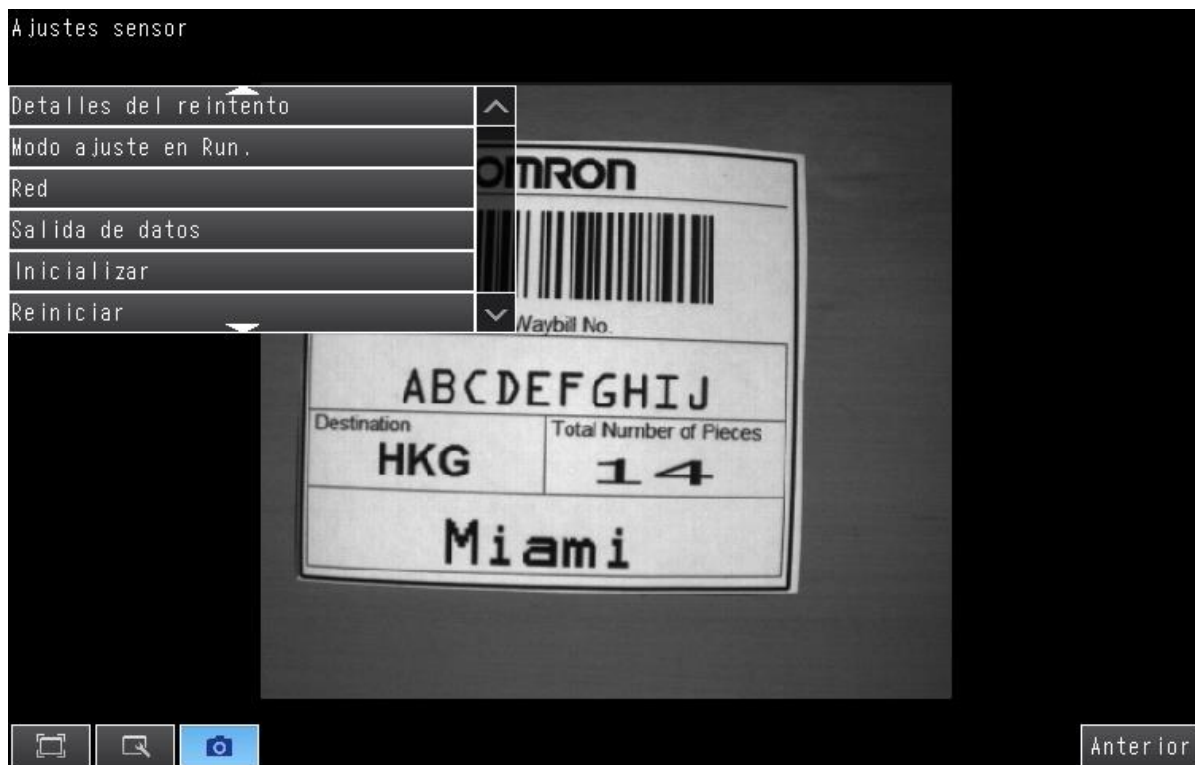 Ajustes sensor
Detalles del reintento
Modo ajuste en Run.
Red
Salida de datos
Inicializar
Reiniciar
Waybill No.
ABCDEFGHIJ
Destination
HKG
Total Number of Pieces
14
Miami
Anterior